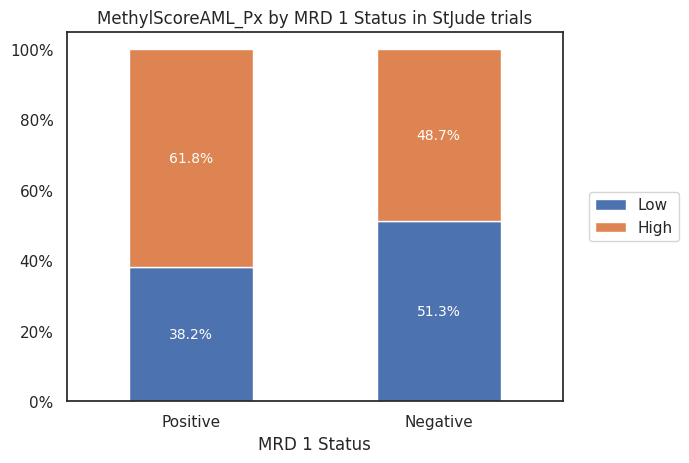 MethylScoreAML_Px by MRD 1 Status in StJude trials
100%
80%
60%
40%
20%
0%
61.8%
38.2%
48.7%
51.3%
Positive
Negative
MRD 1 Status
Low
High